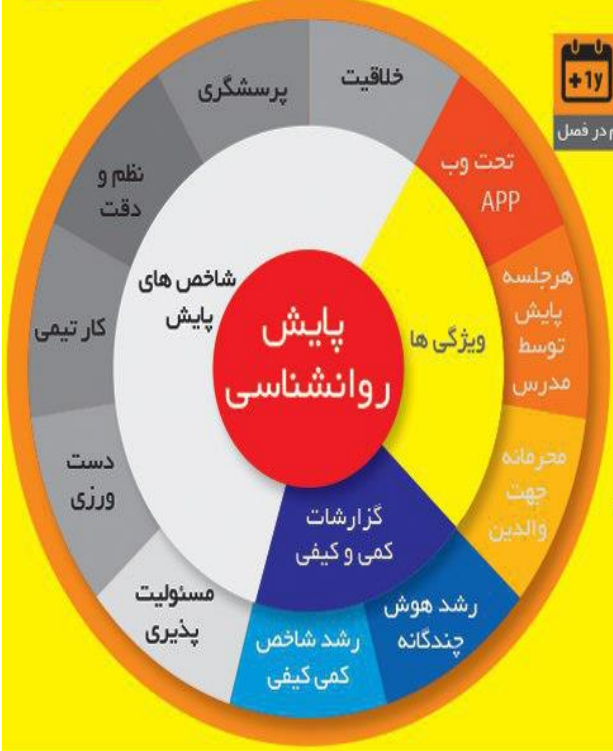 +1y
م در فصل
پایش
روانشناسی
شاخص های
پایش
خلاقیت
پرسشگری
نظم و
دقت
کار تیمی
دست
ورزی
مسئولیت
پذیری
ویژگی ها
تحت وب
APP
هرجلسه
پایش
توسط
مدرس
محرمانه
جهت
والدین
گزارشات
کمی و کیفی
رشد هوش
چندگانه
رشد شاخص
کمی کیفی